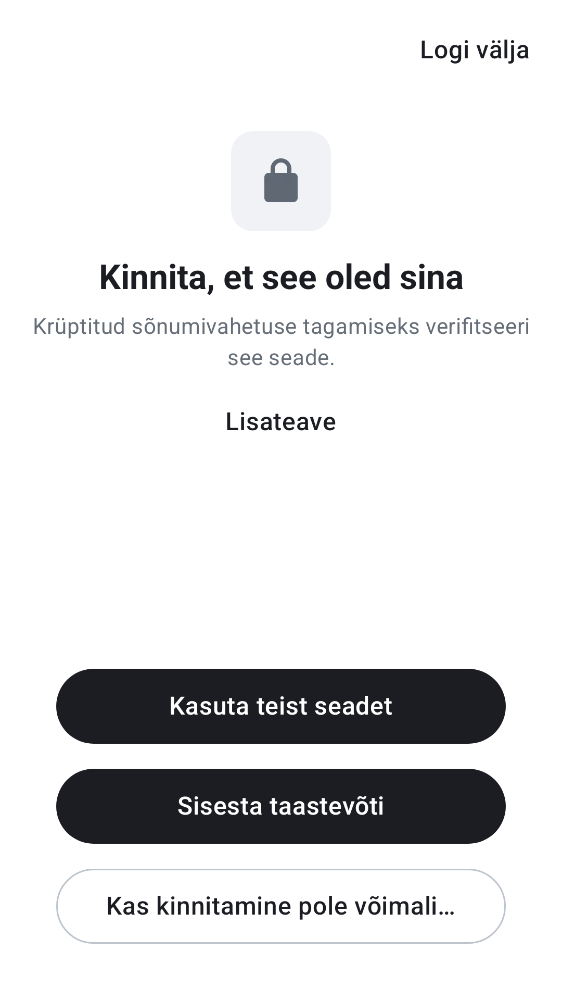 Logi välja
Kinnita, et see oled sina
Krüptitud sõnumivahetuse tagamiseks verifitseeri
see seade.
Lisateave
Kasuta teist seadet
Sisesta taastevõti
Kas kinnitamine pole võimali…